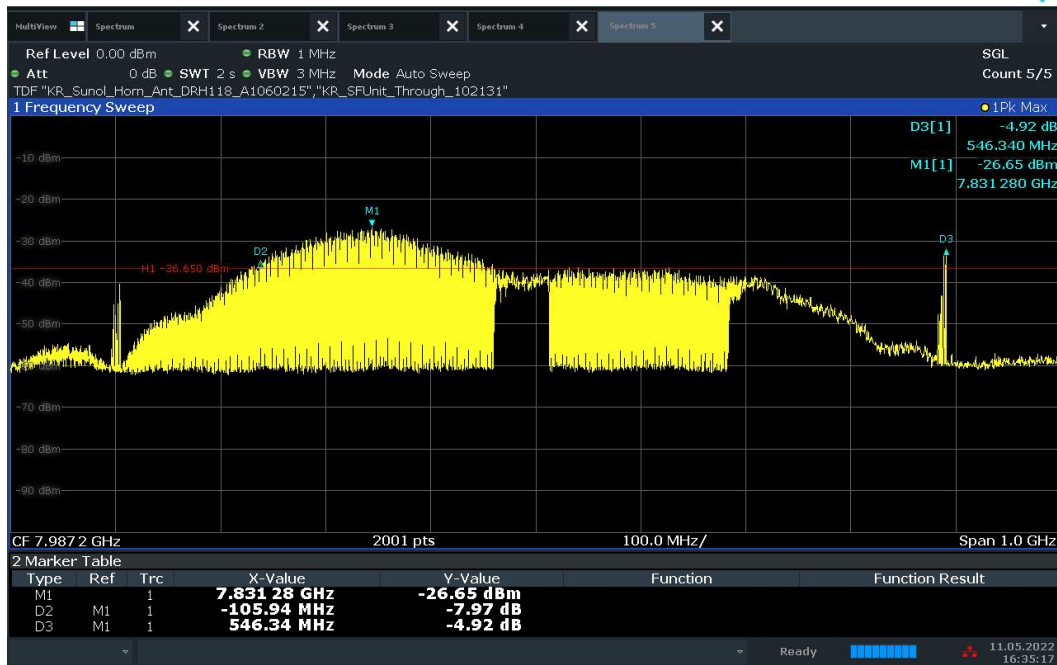 MultiView Spectrum Spectrum 2 Spectrum 3 Spectrum 4 Spectrum 5
Ref Level 0.00 dBm RBW 1 MHz SGL
Att 0 dB SWT 2 s VBW 3 MHz Mode Auto Sweep Count 5/5
TDF "KR_Sunol_Horn_Ant_DRH118_A1060215","KR_SFUnit_Through_102131"
1 Frequency Sweep 1Pk Max
D3[1] -4.92 dB
546.340 MHz
-10 dBm
M1[1] -26.65 dBm
7.831 280 GHz
-20 dBm
M1
-30 dBm
D2
D3
H1 -36.650 dBm
-40 dBm
-50 dBm
-70 dBm
-80 dBm
-90 dBm
CF 7.9872 GHz 2001 pts 100.0 MHz/ Span 1.0 GHz
2 Marker Table
Type Ref Trc X-Value Y-Value Function Function Result
M1 1 7.831 28 GHz -26.65 dBm
D2 M1 1 -105.94 MHz -7.97 dB
D3 M1 1 546.34 MHz -4.92 dB
Ready 11.05.2022
16:35:17